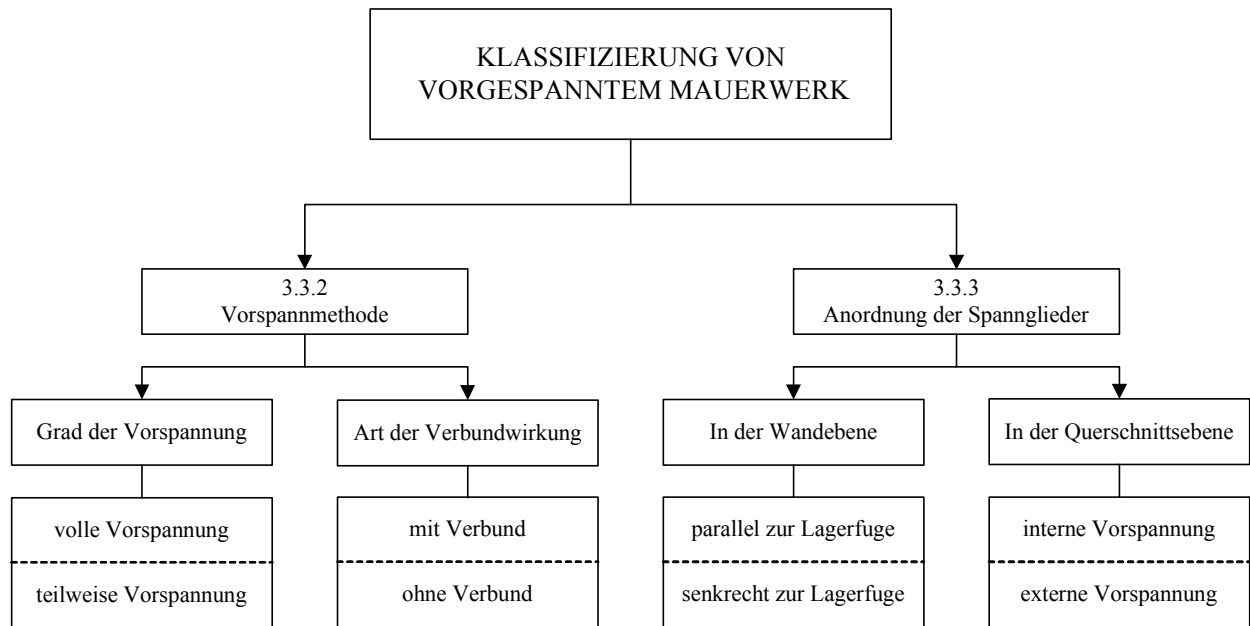 KLASSIFIZIERUNG VON
VORGESPANNTEM MAUERWERK
3.3.2
Vorspannmethode
3.3.3
Anordnung der Spannglieder
Grad der Vorspannung
Art der Verbundwirkung
In der Wandebene
In der Querschnittsebene
volle Vorspannung
mit Verbund
parallel zur Lagerfuge
interne Vorspannung
teilweise Vorspannung
ohne Verbund
senkrecht zur Lagerfuge
externe Vorspannung